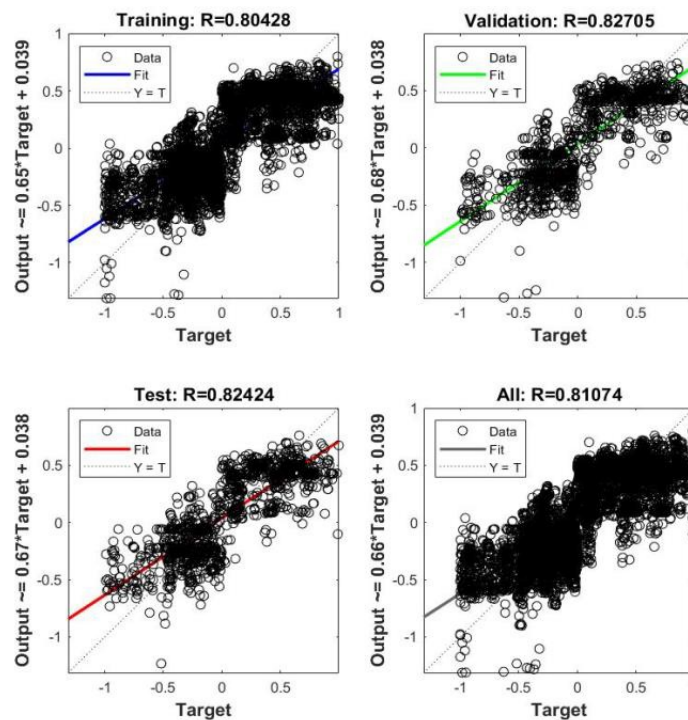 Training: R=0.80428
Output ~= 0.65*Target + 0.039
1
0.5
0
-0.5
-1
Data
Fit
Y = T
-1 -0.5 0 0.5 1
Target
Validation: R=0.82705
Output ~= 0.68*Target + 0.038
1
0.5
0
-0.5
-1
Data
Fit
Y = T
-1 -0.5 0 0.5
Target
Test: R=0.82424
Output ~= 0.67*Target + 0.038
1
0.5
0
-0.5
-1
Data
Fit
Y = T
-1 -0.5 0 0.5
Target
All: R=0.81074
Output ~= 0.66*Target + 0.039
1
0.5
0
-0.5
-1
Data
Fit
Y = T
-1 -0.5 0 0.5
Target